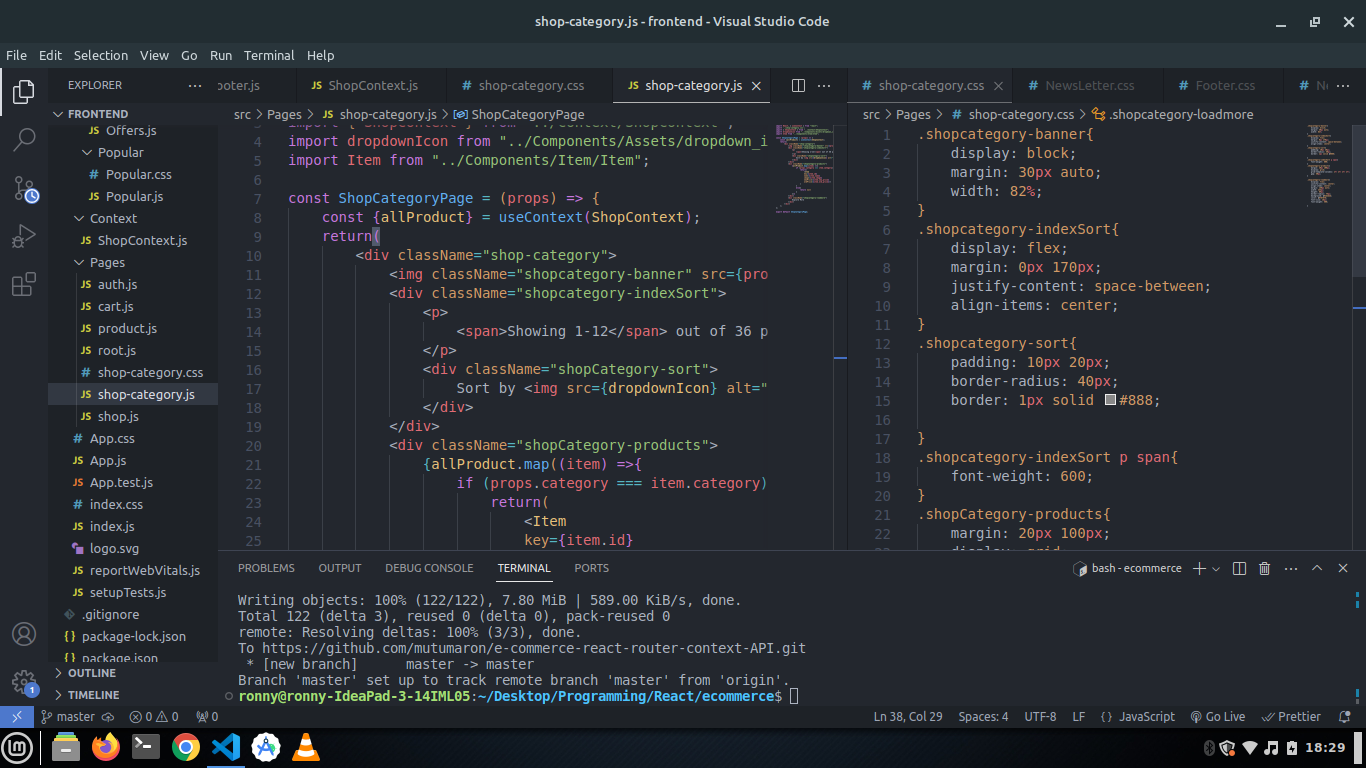 shop-category.js - frontend - Visual Studio Code
File Edit Selection View Go Run Terminal Help
EXPLORER
FRONTEND
JS Offers.js
Popular
# Popular.css
JS Popular.js
Context
JS ShopContext.js
Pages
JS auth.js
JS cart.js
JS product.js
JS root.js
# shop-category.css
JS shop-category.js
JS shop.js
# App.css
JS App.js
JS App.test.js
# index.css
JS index.js
logo.svg
JS reportWebVitals.js
JS setupTests.js
.gitignore
{} package-lock.json
{} package.json
OUTLINE
TIMELINE
1
ooter.js JS ShopContext.js # shop-category.css JS shop-category.js
src > Pages > JS shop-category.js > ShopCategoryPage
3 import { ShopContext } from "../Context/ShopContext";
4 import dropdownIcon from "../Components/Assets/dropdown_i
5 import Item from "../Components/Item/Item";
6
7 const ShopCategoryPage = (props) => {
8 const {allProduct} = useContext(ShopContext);
9 return(
10 <div className="shop-category">
11 <img className="shopcategory-banner" src={pro
12 <div className="shopcategory-indexSort">
13 <p>
14 <span>Showing 1-12</span> out of 36 p
15 </p>
16 <div className="shopCategory-sort">
17 Sort by <img src={dropdownIcon} alt="
18 </div>
19 </div>
20 <div className="shopCategory-products">
21 {allProduct.map((item) =>{
22 if (props.category === item.category)
23 return(
24 <Item
25 key={item.id}
# shop-category.css # NewsLetter.css # Footer.css # Ne
src > Pages > # shop-category.css > .shopcategory-loadmore
1 .shopcategory-banner{
2 display: block;
3 margin: 30px auto;
4 width: 82%;
5 }
6 .shopcategory-indexSort{
7 display: flex;
8 margin: 0px 170px;
9 justify-content: space-between;
10 align-items: center;
11 }
12 .shopcategory-sort{
13 padding: 10px 20px;
14 border-radius: 40px;
15 border: 1px solid #888;
16
17 }
18 .shopcategory-indexSort p span{
19 font-weight: 600;
20 }
21 .shopCategory-products{
22 margin: 20px 100px;
23 display: grid
PROBLEMS OUTPUT DEBUG CONSOLE TERMINAL PORTS
bash - ecommerce
Writing objects: 100% (122/122), 7.80 MiB | 589.00 KiB/s, done.
Total 122 (delta 3), reused 0 (delta 0), pack-reused 0
remote: Resolving deltas: 100% (3/3), done.
To https://github.com/mutumaron/e-commerce-react-router-context-API.git
* [new branch] master -> master
Branch 'master' set up to track remote branch 'master' from 'origin'.
ronny@ronny-IdeaPad-3-14IML05:~/Desktop/Programming/React/ecommerce$
master 0 0 0
Ln 38, Col 29 Spaces: 4 UTF-8 LF {} JavaScript Go Live Prettier
18:29